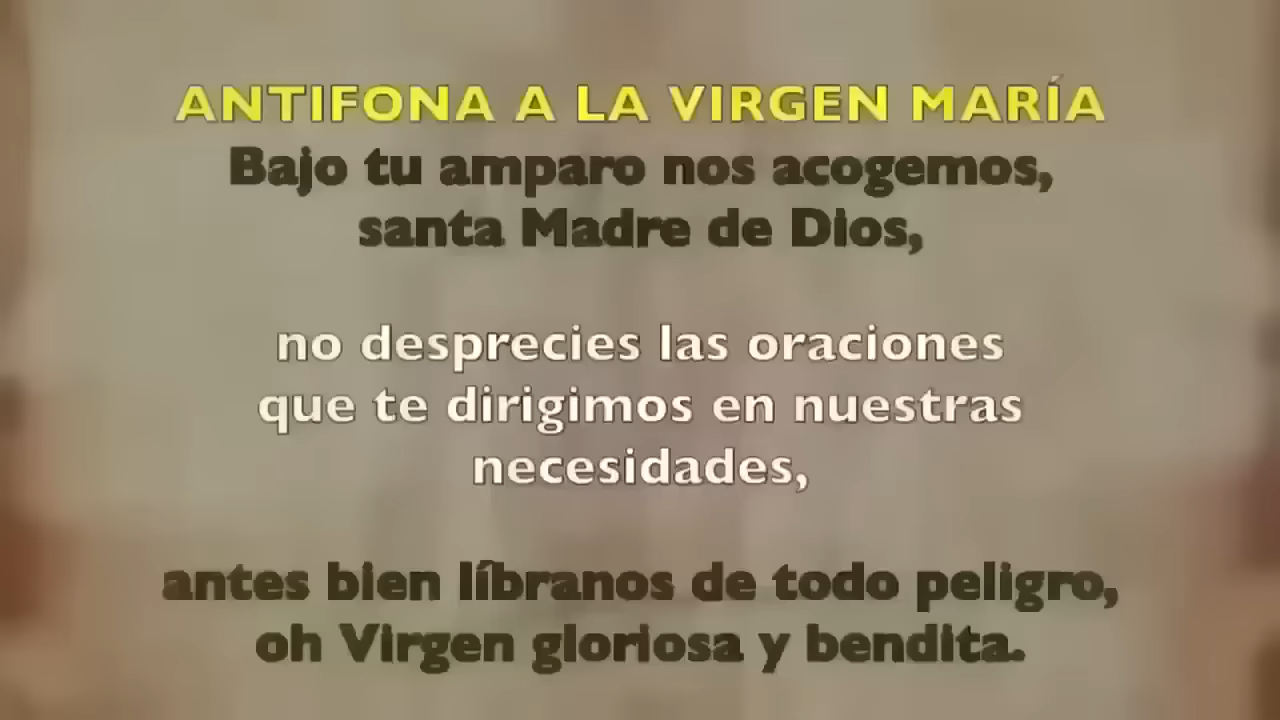 ANTIFONA A LA VIRGEN MARÍA
Bajo tu amparo nos acogemos,
santa Madre de Dios,
no desprecies las oraciones
que te dirigimos en nuestras
necesidades,
antes bien líbranos de todo peligro,
oh Virgen gloriosa y bendita.